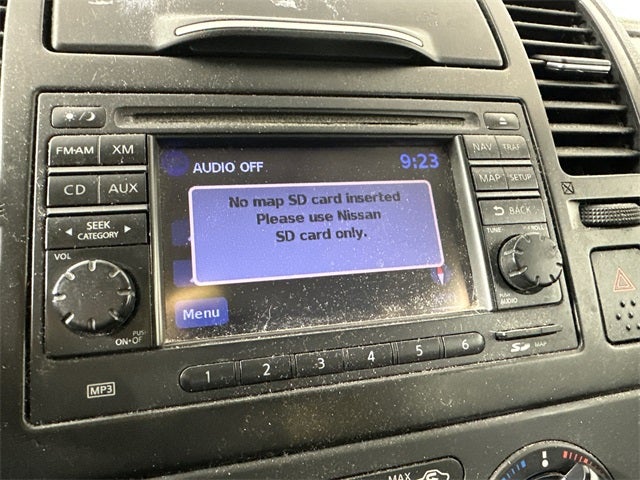 AUDIO OFF 9:23
No map SD card inserted
Please use Nissan
SD card only.
Menu
FM·AM XM
CD AUX
SEEK
CATEGORY
VOL
PUSH
ON·OFF
MP3
1 2 3 4 5 6
NAV TRAF
MAP SETUP
BACK
TUNE SCROLL
AUDIO
SD MAP
MAX